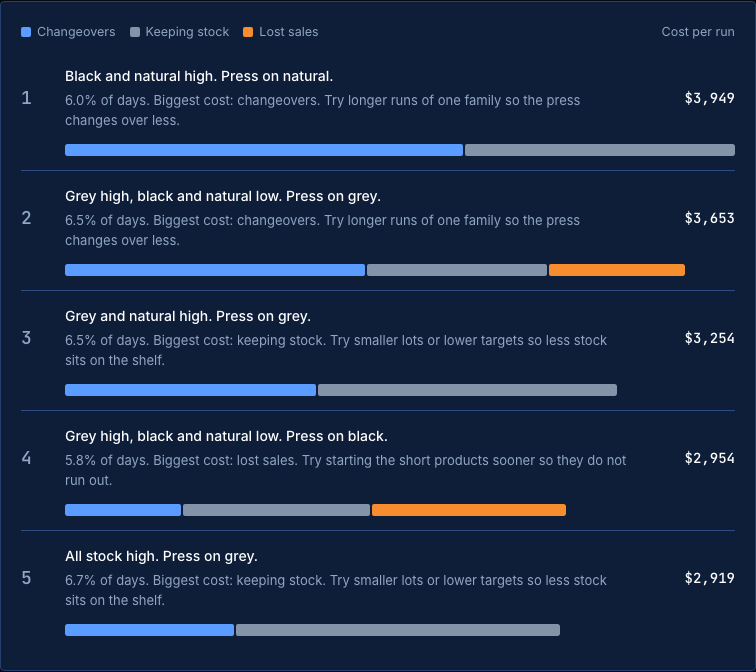 Changeovers Keeping stock Lost sales Cost per run
Black and natural high. Press on natural.
1 6.0% of days. Biggest cost: changeovers. Try longer runs of one family so the press $3,949
changes over less.
Grey high, black and natural low. Press on grey.
2 6.5% of days. Biggest cost: changeovers. Try longer runs of one family so the press $3,653
changes over less.
Grey and natural high. Press on grey.
3 6.5% of days. Biggest cost: keeping stock. Try smaller lots or lower targets so less stock $3,254
sits on the shelf.
Grey high, black and natural low. Press on black.
4 5.8% of days. Biggest cost: lost sales. Try starting the short products sooner so they do not $2,954
run out.
All stock high. Press on grey.
5 6.7% of days. Biggest cost: keeping stock. Try smaller lots or lower targets so less stock $2,919
sits on the shelf.